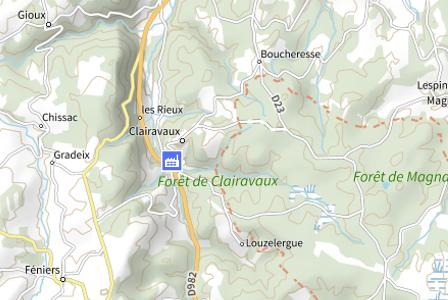 Gioux
Boucheresse
Lespin
Mag
D23
les Rieux
Chissac
Clairavaux
Gradeix
Forêt de Clairavaux
Forêt de Magna
Louzelergue
Féniers
D982